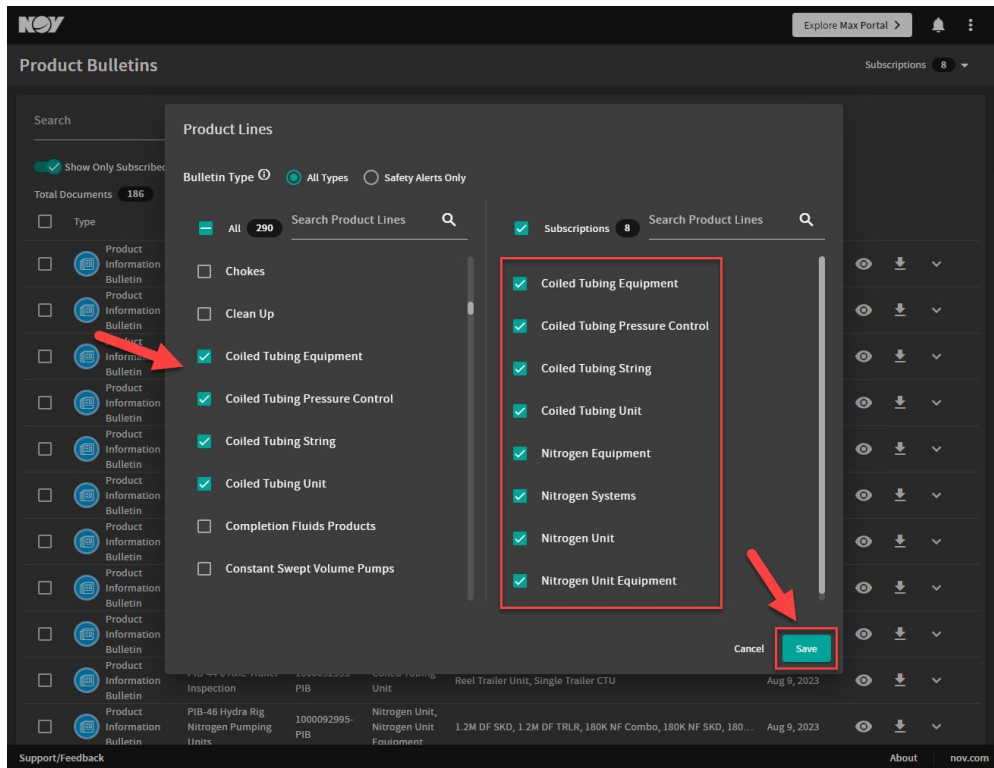 NOV
Explore Max Portal
Product Bulletins
Subscriptions 8
Search
Show Only Subscribed
Total Documents 186
Type
Product Lines
Bulletin Type
All Types
Safety Alerts Only
All 290
Search Product Lines
Subscriptions 8
Search Product Lines
Chokes
Clean Up
Coiled Tubing Equipment
Coiled Tubing Pressure Control
Coiled Tubing String
Coiled Tubing Unit
Completion Fluids Products
Constant Swept Volume Pumps
Coiled Tubing Equipment
Coiled Tubing Pressure Control
Coiled Tubing String
Coiled Tubing Unit
Nitrogen Equipment
Nitrogen Systems
Nitrogen Unit
Nitrogen Unit Equipment
Cancel
Save
Product
Information
Bulletin
Product
Information
Bulletin
Product
Bulletin
Product
Information
Bulletin
Product
Information
Bulletin
Product
Information
Bulletin
Product
Information
Bulletin
Product
Information
Bulletin
Product
Information
Bulletin
Product
Information
Bulletin
Inspection
PIB
Unit
Reel Trailer Unit, Single Trailer CTU
Aug 9, 2023
Product
Information
Bulletin
PIB-46 Hydra Rig
Nitrogen Pumping
Units
1000092995-
PIB
Nitrogen Unit,
Nitrogen Unit
Equipment
1.2M DF SKD, 1.2M DF TRLR, 180K NF Combo, 180K NF SKD, 180...
Aug 9, 2023
Support/Feedback
About
nov.com